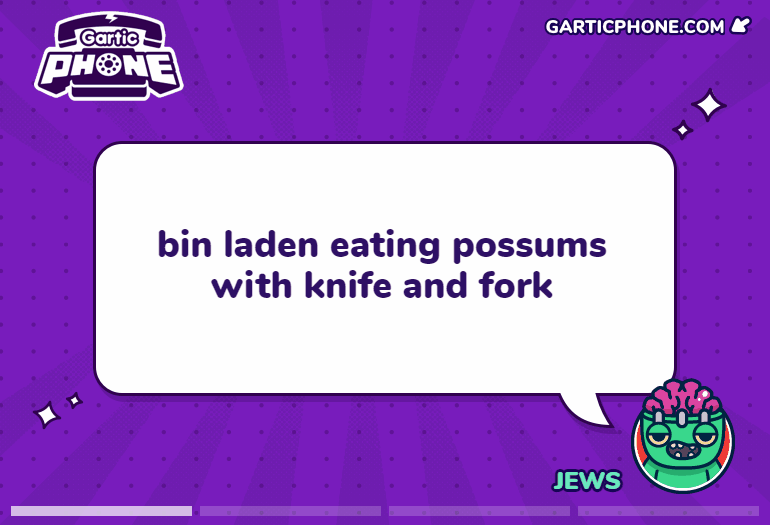 Gartic
PHONE
GARTICPHONE.COM
bin laden eating possums
with knife and fork
JEWS